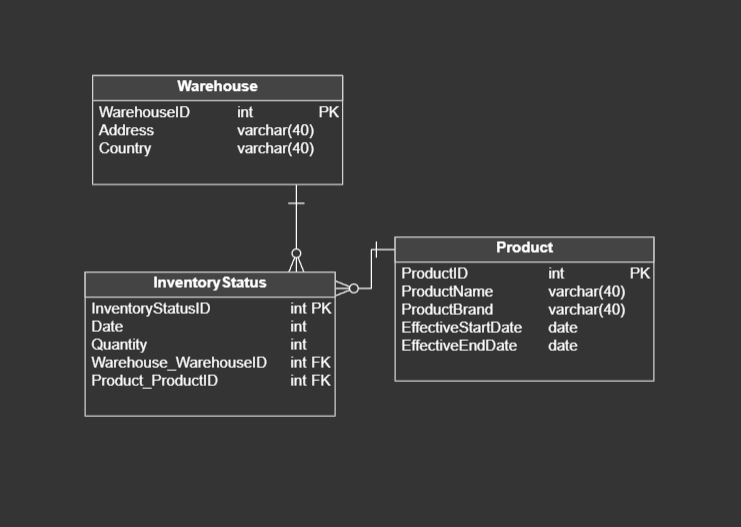 Warehouse
WarehouseID int PK
Address varchar(40)
Country varchar(40)
InventoryStatus
InventoryStatusID int PK
Date int
Quantity int
Warehouse_WarehouseID int FK
Product_ProductID int FK
Product
ProductID int PK
ProductName varchar(40)
ProductBrand varchar(40)
EffectiveStartDate date
EffectiveEndDate date